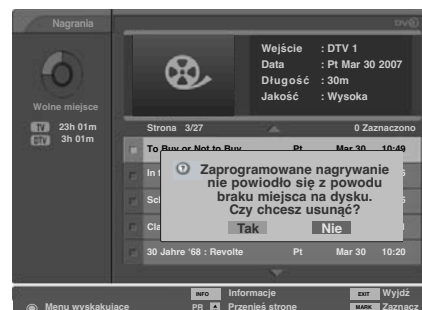 Nagrania
DVR
Wejście : DTV 1
Data : Pt Mar 30 2007
Długość : 30m
Jakość : Wysoka
Wolne miejsce
TV 23h 01m
DTV 3h 01m
Strona 3/27 0 Zaznaczono
To Buy or Not to Buy Pt Mar 30 10:49
Zaprogramowane nagrywanie
nie powiodło się z powodu
braku miejsca na dysku.
Czy chcesz usunąć?
Tak Nie
30 Jahre '68 : Revolte Pt Mar 30 10:20
INFO Informacje EXIT Wyjdź
Menu wyskakujące PR Przenieś stronę MARK Zaznacz